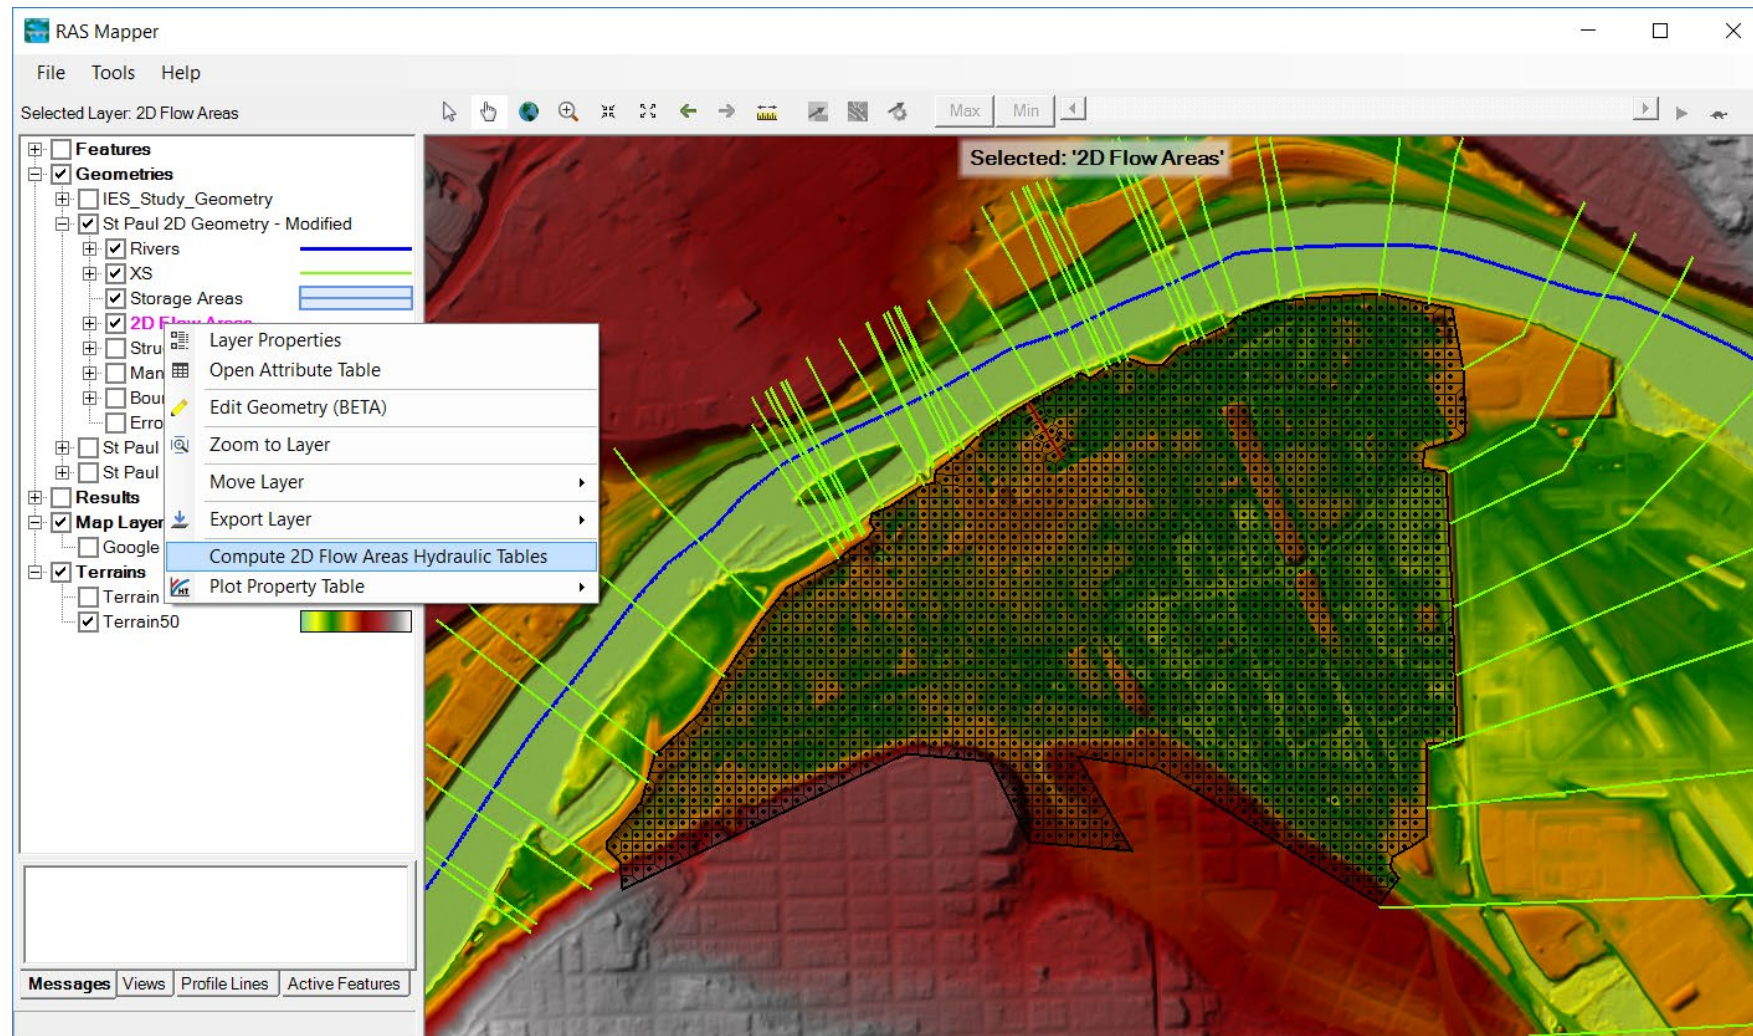 RAS Mapper
File Tools Help
Selected Layer: 2D Flow Areas
Max Min
Selected: '2D Flow Areas'
Features
Geometries
IES_Study_Geometry
St Paul 2D Geometry - Modified
Rivers
XS
Storage Areas
2D Flow Areas
Stru
Man
Bou
Erro
St Paul
St Paul
Results
Map Layer
Google
Terrains
Terrain
Terrain50
Layer Properties
Open Attribute Table
Edit Geometry (BETA)
Zoom to Layer
Move Layer
Export Layer
Compute 2D Flow Areas Hydraulic Tables
Plot Property Table
Messages Views Profile Lines Active Features